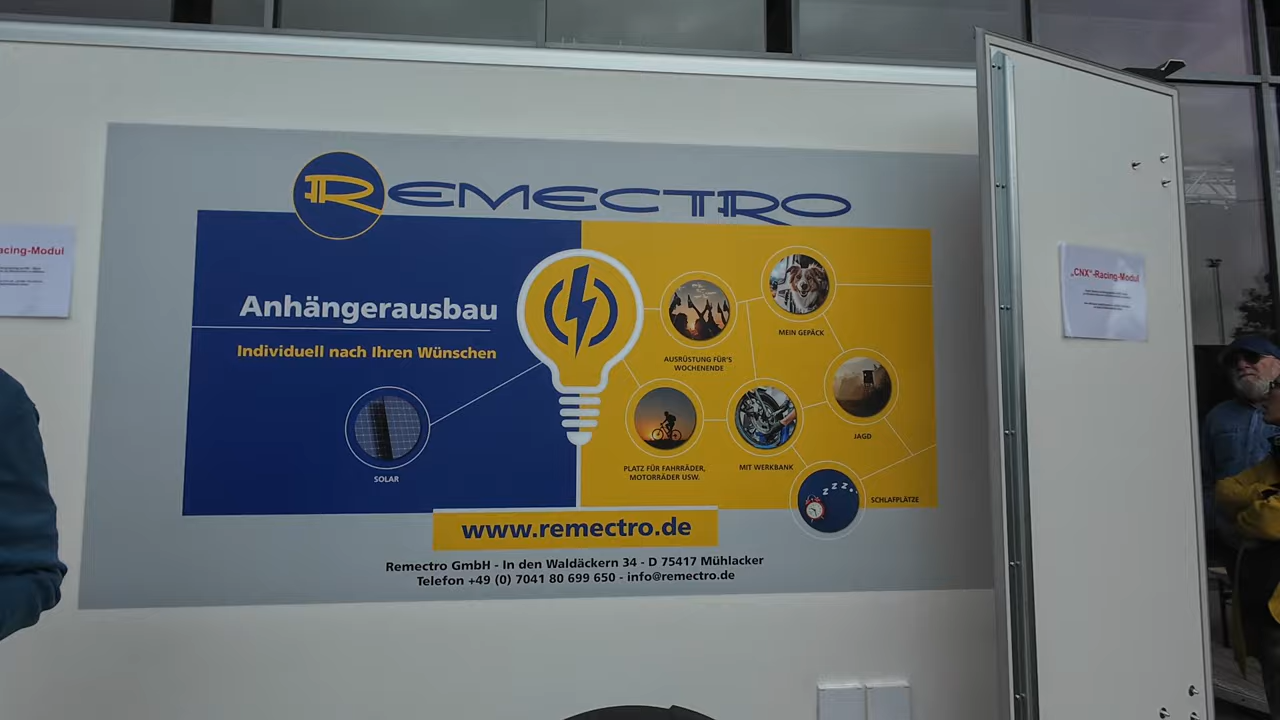 REMECTRO
acing-Modul
„CNX"-Racing-Modul
Anhängerausbau
Individuell nach Ihren Wünschen
SOLAR
MEIN GEPÄCK
AUSRÜSTUNG FÜR'S
WOCHENENDE
JAGD
PLATZ FÜR FAHRRÄDER,
MOTORRÄDER USW.
MIT WERKBANK
z z z z
SCHLAFPLÄTZE
www.remectro.de
Remectro GmbH - In den Waldäckern 34 - D 75417 Mühlacker
Telefon +49 (0) 7041 80 699 650 - info@remectro.de